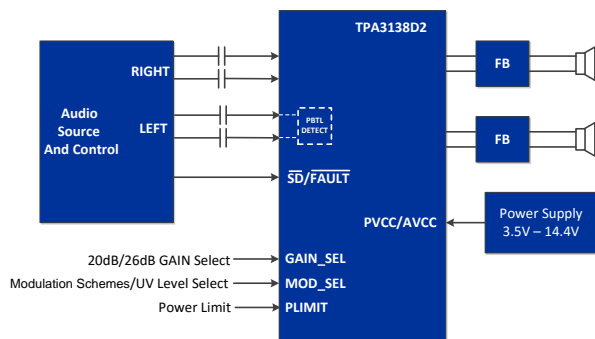 TPA3138D2
RIGHT
LEFT
Audio
Source
And Control
PBTL
DETECT
SD/FAULT
FB
FB
PVCC/AVCC
Power Supply
3.5V – 14.4V
20dB/26dB GAIN Select
GAIN_SEL
Modulation Schemes/UV Level Select
MOD_SEL
Power Limit
PLIMIT